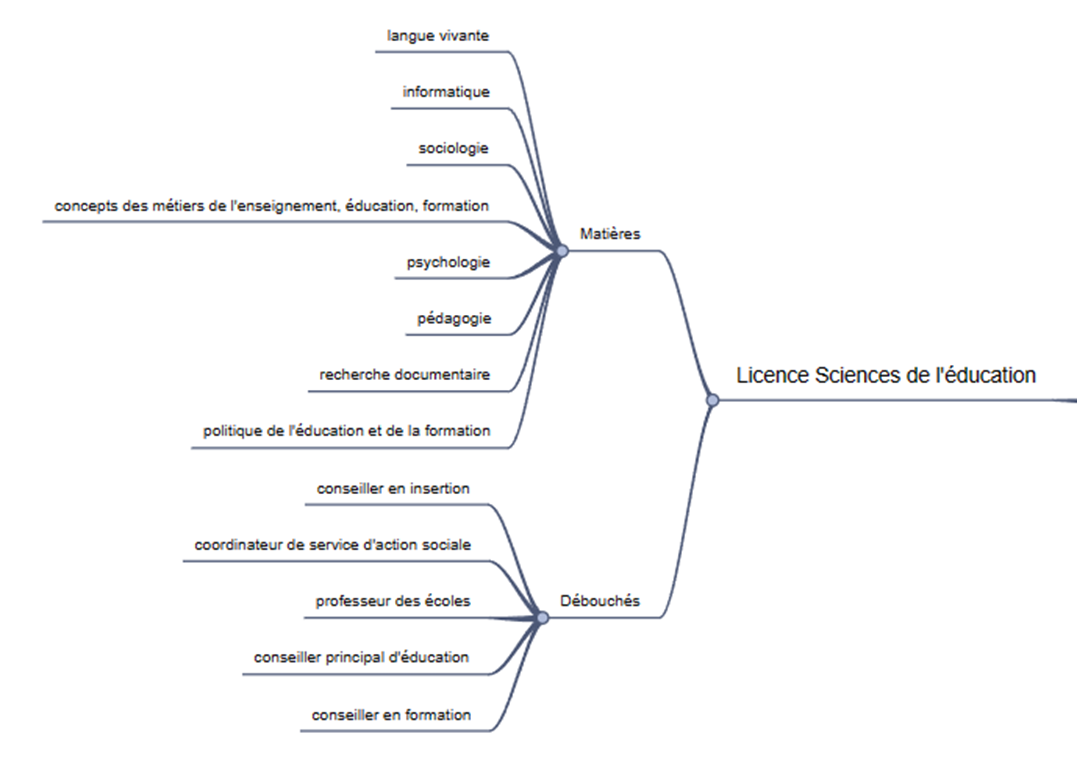 langue vivante
informatique
sociologie
concepts des métiers de l'enseignement, éducation, formation
Matières
psychologie
pédagogie
recherche documentaire
Licence Sciences de l'éducation
politique de l'éducation et de la formation
conseiller en insertion
coordinateur de service d'action sociale
professeur des écoles
Débouchés
conseiller principal d'éducation
conseiller en formation